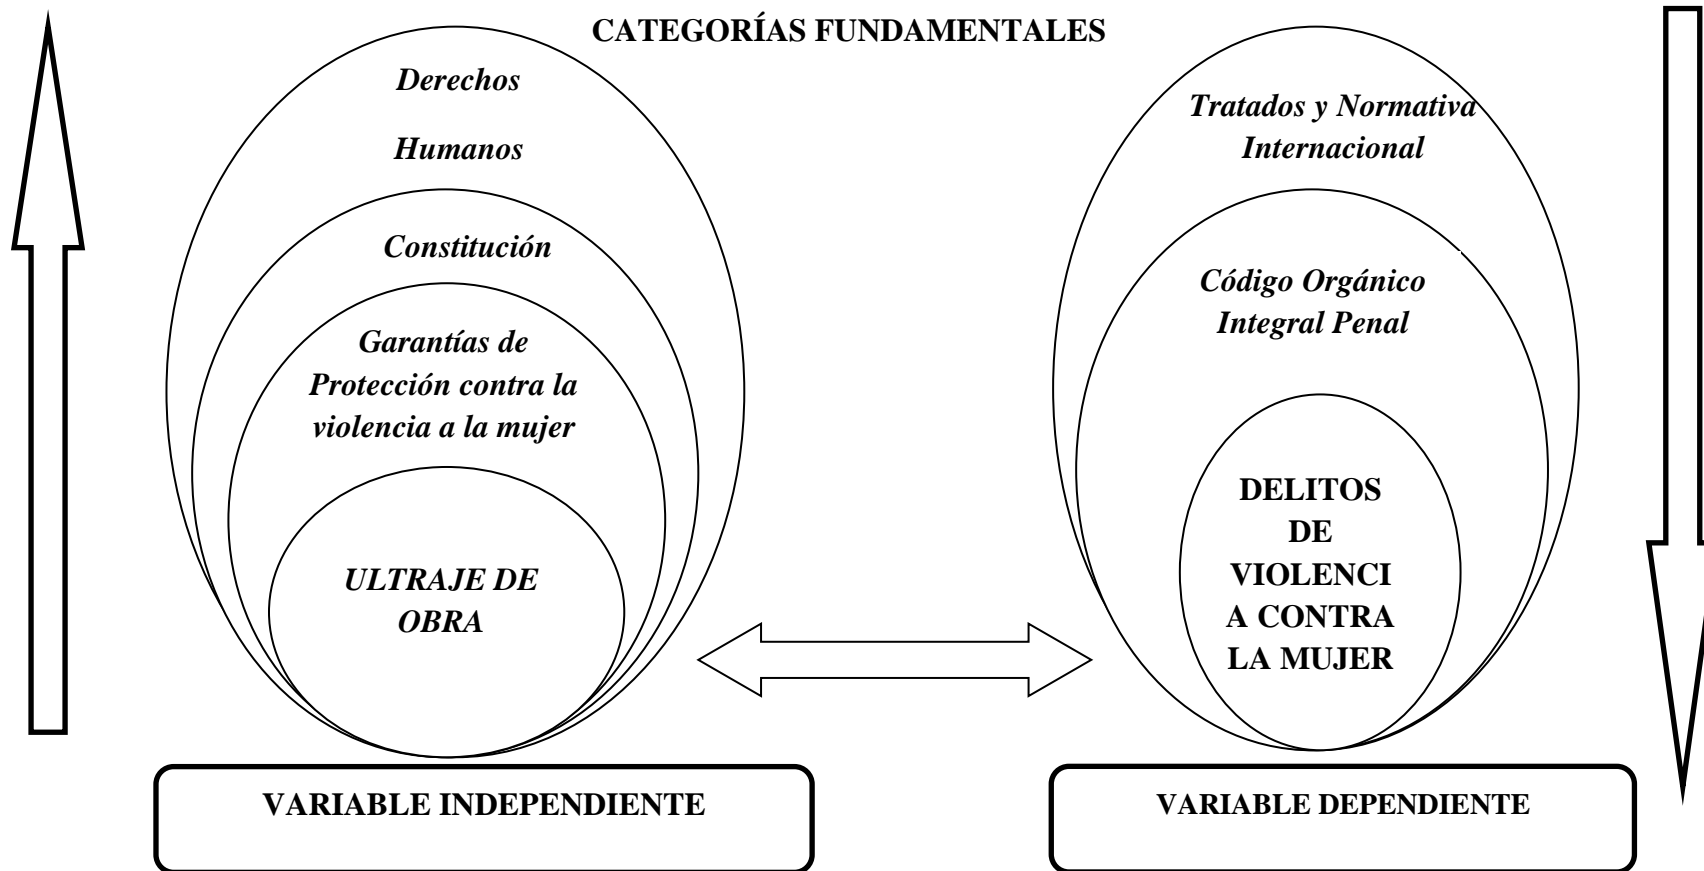 CATEGORÍAS FUNDAMENTALES
Derechos
Humanos
Constitución
Garantías de
Protección contra la
violencia a la mujer
ULTRAJE DE
OBRA
VARIABLE INDEPENDIENTE
Tratados y Normativa
Internacional
Código Orgánico
Integral Penal
DELITOS
DE
VIOLENCI
A CONTRA
LA MUJER
VARIABLE DEPENDIENTE